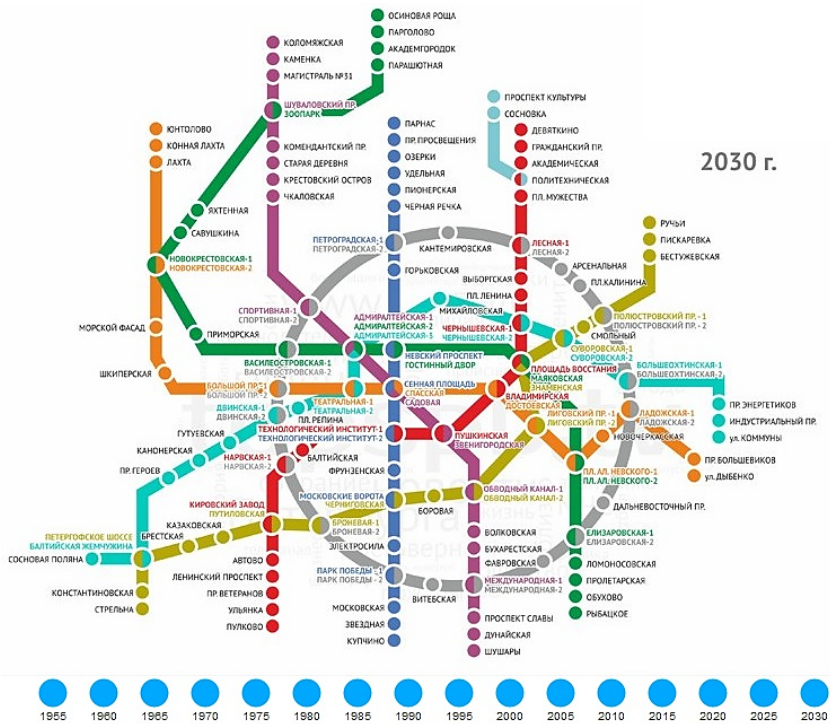 ОСИНОВАЯ РОЩА
ПАРГОЛОВО
АКАДЕМГОРОДОК
ПАРАШЮТНАЯ
КОЛОМЯЖСКАЯ
КАМЕНКА
МАГИСТРАЛЬ №31
ШУВАЛОВСКИЙ ПР.
ЗООПАРК
КОМЕНДАНТСКИЙ ПР.
СТАРАЯ ДЕРЕВНЯ
КРЕСТОВСКИЙ ОСТРОВ
ЧКАЛОВСКАЯ
ЮНТОЛОВО
КОННАЯ ЛАХТА
ЛАХТА
ЯХТЕННАЯ
САВУШКИНА
НОВОКРЕСТОВСКАЯ-1
НОВОКРЕСТОВСКАЯ-2
МОРСКОЙ ФАСАД
ПРИМОРСКАЯ
ШКИПЕРСКАЯ
ПАРНАС
ПР.ПРОСВЕЩЕНИЯ
ОЗЕРКИ
УДЕЛЬНАЯ
ПИОНЕРСКАЯ
ЧЕРНАЯ РЕЧКА
ПЕТРОГРАДСКАЯ-1
ПЕТРОГРАДСКАЯ-2
КАНТЕМИРОВСКАЯ
ГОРЬКОВСКАЯ
ПРОСПЕКТ КУЛЬТУРЫ
СОСНОВКА
ДЕВЯТКИНО
ГРАЖДАНСКИЙ ПР.
АКАДЕМИЧЕСКАЯ
ПОЛИТЕХНИЧЕСКАЯ
ПЛ. МУЖЕСТВА
2030 г.
ЛЕСНАЯ-1
ЛЕСНАЯ-2
ВЫБОРГСКАЯ
АРСЕНАЛЬНАЯ
ПЛ.КАЛИНИНА
РУЧЬИ
ПИСКАРЕВКА
БЕСТУЖЕВСКАЯ
ПЛ.ЛЕНИНА
МИХАЙЛОВСКАЯ
СПОРТИВНАЯ-1
СПОРТИВНАЯ-2
АДМИРАЛТЕЙСКАЯ-1
АДМИРАЛТЕЙСКАЯ-2
АДМИРАЛТЕЙСКАЯ-3
ЧЕРНЫШЕВСКАЯ-1
ЧЕРНЫШЕВСКАЯ-2
ПОЛЮСТРОВСКИЙ ПР.-1
ПОЛЮСТРОВСКИЙ ПР.-2
СМОЛЬНЫЙ
СУВОРОВСКАЯ-1
СУВОРОВСКАЯ-2
ВАСИЛЕОСТРОВСКАЯ-1
ВАСИЛЕОСТРОВСКАЯ-2
НЕВСКИЙ ПРОСПЕКТ
ГОСТИННЫЙ ДВОР
ПЛОЩАДЬ ВОССТАНИЯ
МАЯКОВСКАЯ
ЗНАМЕНСКАЯ
БОЛЬШЕОХТИНСКАЯ-1
БОЛЬШЕОХТИНСКАЯ-2
БОЛЬШОЙ ПР.-1
БОЛЬШОЙ ПР.-2
СЕННАЯ ПЛОЩАДЬ
СПАССКАЯ
САДОВАЯ
ВЛАДИМИРСКАЯ
ДОСТОЕВСКАЯ
ТЕАТРАЛЬНАЯ-1
ТЕАТРАЛЬНАЯ-2
ДВИНСКАЯ-1
ДВИНСКАЯ-2
ПЛ.РЕПИНА
ЛИГОВСКИЙ ПР.-1
ЛИГОВСКИЙ ПР.-2
ЛАДОЖСКАЯ-1
ЛАДОЖСКАЯ-2
ПР.ЭНЕРГЕТИКОВ
ИНДУСТРИАЛЬНЫЙ ПР.
ул. КОММУНЫ
ТЕХНОЛОГИЧЕСКИЙ ИНСТИТУТ-1
ТЕХНОЛОГИЧЕСКИЙ ИНСТИТУТ-2
ПУШКИНСКАЯ
ЗВЕНИГОРОДСКАЯ
НОВОЧЕРКАССКАЯ
ГУТУЕВСКАЯ
КАНОНЕРСКАЯ
ПР.ГЕРОЕВ
НАРВСКАЯ-1
НАРВСКАЯ-2
БАЛТИЙСКАЯ
ФРУНЗЕНСКАЯ
ПЛ.АЛ.НЕВСКОГО-1
ПЛ.АЛ.НЕВСКОГО-2
ПР.БОЛЬШЕВИКОВ
ул.ДЫБЕНКО
КИРОВСКИЙ ЗАВОД
ПУТИЛОВСКАЯ
МОСКОВСКИЕ ВОРОТА
ЧЕРНИГОВСКАЯ
БОРОВАЯ
ОБВОДНЫЙ КАНАЛ-1
ОБВОДНЫЙ КАНАЛ-2
ДАЛЬНЕВОСТОЧНЫЙ ПР.
БРОНЕВАЯ-1
БРОНЕВАЯ-2
КАЗАКОВСКАЯ
БРЕСТСКАЯ
ПЕТЕРГОФСКОЕ ШОССЕ
БАЛТИЙСКАЯ ЖЕМЧУЖИНА
СОСНОВАЯ ПОЛЯНА
КОНСТАНТИНОВСКАЯ
СТРЕЛЬНА
АВТОВО
ЛЕНИНСКИЙ ПРОСПЕКТ
ПР.ВЕТЕРАНОВ
УЛЬЯНКА
ПУЛКОВО
ЭЛЕКТРОСИЛА
ПАРК ПОБЕДЫ-1
ПАРК ПОБЕДЫ-2
ВИТЕБСКАЯ
МОСКОВСКАЯ
ЗВЕЗДНАЯ
КУПЧИНО
ВОЛКОВСКАЯ
БУХАРЕСТСКАЯ
ФАВРОВСКАЯ
МЕЖДУНАРОДНАЯ-1
МЕЖДУНАРОДНАЯ-2
ПРОСПЕКТ СЛАВЫ
ДУНАЙСКАЯ
ШУШАРЫ
ЕЛИЗАРОВСКАЯ-1
ЕЛИЗАРОВСКАЯ-2
ЛОМОНОСОВСКАЯ
ПРОЛЕТАРСКАЯ
ОБУХОВО
РЫБАЦКОЕ
1955 1960 1965 1970 1975 1980 1985 1990 1995 2000 2005 2010 2015 2020 2025 2030